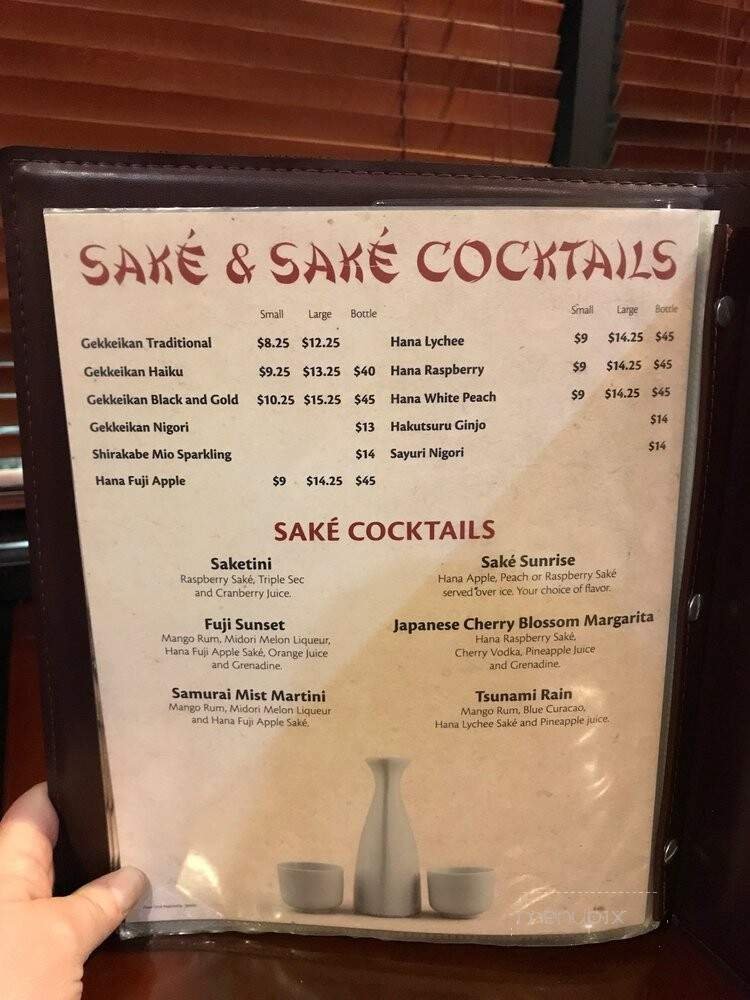 SAKÉ & SAKÉ COCKTAILS
Small Large Bottle
Gekkeikan Traditional $8.25 $12.25
Gekkeikan Haiku $9.25 $13.25 $40
Gekkeikan Black and Gold $10.25 $15.25 $45
Gekkeikan Nigori $13
Shirakabe Mio Sparkling $14
Hana Fuji Apple $9 $14.25 $45
Small Large Bottle
Hana Lychee $9 $14.25 $45
Hana Raspberry $9 $14.25 $45
Hana White Peach $9 $14.25 $45
Hakutsuru Ginjo $14
Sayuri Nigori $14
SAKÉ COCKTAILS
Saketini
Raspberry Saké, Triple Sec
and Cranberry Juice.
Fuji Sunset
Mango Rum, Midori Melon Liqueur,
Hana Fuji Apple Saké, Orange Juice
and Grenadine.
Samurai Mist Martini
Mango Rum, Midori Melon Liqueur
and Hana Fuji Apple Saké.
Saké Sunrise
Hana Apple, Peach or Raspberry Saké
served over ice. Your choice of flavor.
Japanese Cherry Blossom Margarita
Hana Raspberry Saké,
Cherry Vodka, Pineapple Juice
and Grenadine.
Tsunami Rain
Mango Rum, Blue Curacao,
Hana Lychee Saké and Pineapple juice.
menupix